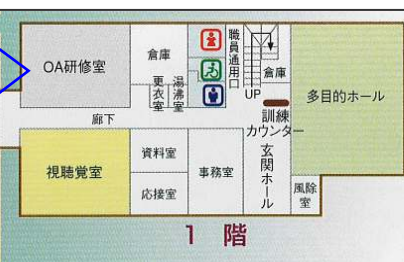 OA研修室
倉庫
更衣室
湯沸室
職員通用口
UP
倉庫
多目的ホール
訓練
カウンター
廊下
視聴覚室
資料室
応接室
事務室
玄関ホール
風除
室
1 階